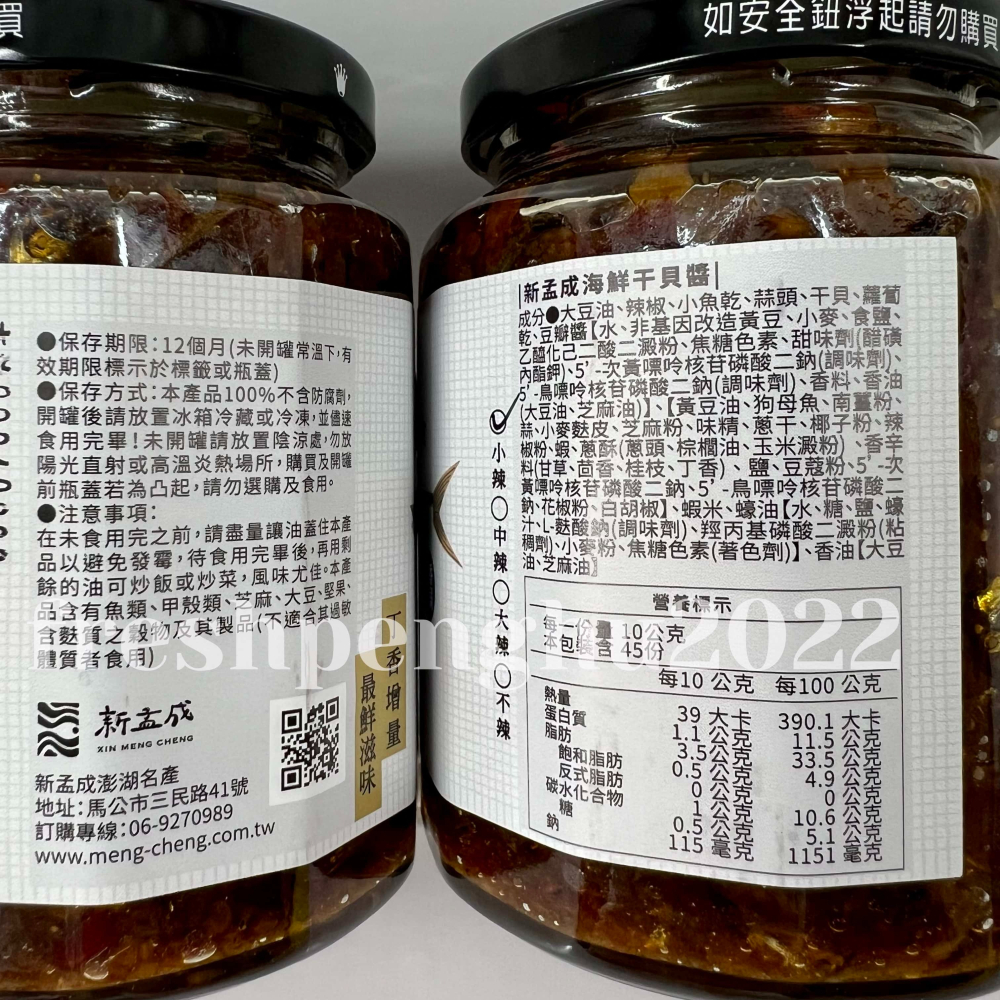 買
如安全鈕浮起請勿購買
●保存期限:12個月(未開罐常溫下,有
效期限標示於標籤或瓶蓋)
●保存方式:本產品100%不含防腐劑,
開罐後請放置冰箱冷藏或冷凍,並儘速
食用完畢!未開罐請放置陰涼處,勿放
陽光直射或高溫炎熱場所,購買及開罐
前瓶蓋若為凸起,請勿選購及食用。
●注意事項:
在未食用完之前,請盡量讓油蓋住本產
品以避免發霉,待食用完畢後,再用剩
餘的油可炒飯或炒菜,風味尤佳。本產
品含有魚類、甲殼類、芝麻、大豆、堅果、
含麩質之穀物及其製品(不適合其過敏
體質者食用)
干香增量
最鮮滋味
新孟成
XIN MENG CHENG
新孟成澎湖名產
地址:馬公市三民路41號
訂購專線:06-9270989
www.meng-cheng.com.tw
|新孟成海鮮干貝醬|
成分●大豆油、辣椒、小魚乾、蒜頭、干貝、蘿蔔
乾、豆瓣醬【水、非基因改造黃豆、小麥、食鹽、
乙醯化己二酸二澱粉、焦糖色素、甜味劑(醋磺
內酯鉀)、5'-次黃嘌呤核苷磷酸二鈉(調味劑)、
5'-鳥嘌呤核苷磷酸二鈉(調味劑)、香料、香油
(大豆油、芝麻油)】、【黃豆油、狗母魚、南薑粉、
蒜、小麥麩皮、芝麻粉、味精、蔥干、椰子粉、辣
椒粉、蝦、蔥酥(蔥頭、棕櫚油、玉米澱粉)、香辛
料(甘草、茴香、桂枝、丁香)、鹽、豆蔻粉、5'-次
黃嘌呤核苷磷酸二鈉、5'-鳥嘌呤核苷磷酸二
鈉、花椒粉、白胡椒】、蝦米、蠔油【水、糖、鹽、蠔
汁、L-麩酸鈉(調味劑)、羥丙基磷酸二澱粉(粘
稠劑)、小麥粉、焦糖色素(著色劑)】、香油【大豆
油、芝麻油】
小辣○中辣○大辣○不辣
營養標示
每一份量 10公克
本包裝含 45份
每10 公克 每100 公克
熱量 39 大卡 390.1 大卡
蛋白質 1.1 公克 11.5 公克
脂肪 3.5 公克 33.5 公克
飽和脂肪 0.5 公克 4.9 公克
反式脂肪 0 公克 0 公克
碳水化合物 1 公克 10.6 公克
糖 0.5 公克 5.1 公克
鈉 115 毫克 1151 毫克
freshpenghu2022